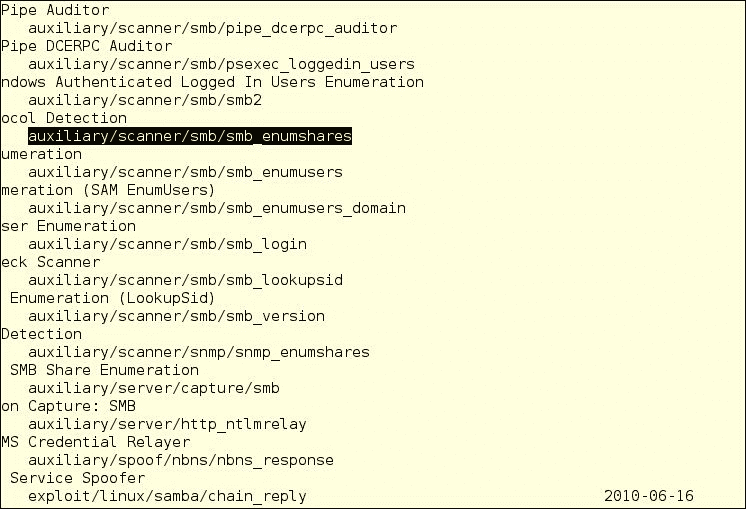 Pipe Auditor
auxiliary/scanner/smb/pipe_dcerpc_auditor
Pipe DCERPC Auditor
auxiliary/scanner/smb/psexec_loggedin_users
ndows Authenticated Logged In Users Enumeration
auxiliary/scanner/smb/smb2
ocol Detection
auxiliary/scanner/smb/smb_enumshares
umeration
auxiliary/scanner/smb/smb_enumusers
meration (SAM EnumUsers)
auxiliary/scanner/smb/smb_enumusers_domain
ser Enumeration
auxiliary/scanner/smb/smb_login
eck Scanner
auxiliary/scanner/smb/smb_lookupsid
Enumeration (LookupSid)
auxiliary/scanner/smb/smb_version
Detection
auxiliary/scanner/snmp/snmp_enumshares
SMB Share Enumeration
auxiliary/server/capture/smb
on Capture: SMB
auxiliary/server/http_ntlmrelay
MS Credential Relayer
auxiliary/spoof/nbns/nbns_response
Service Spoofer
exploit/linux/samba/chain_reply 2010-06-16